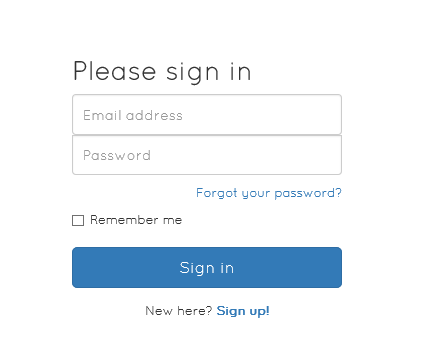 Please sign in
Email address
Password
Forgot your password?
Remember me
Sign in
New here? Sign up!